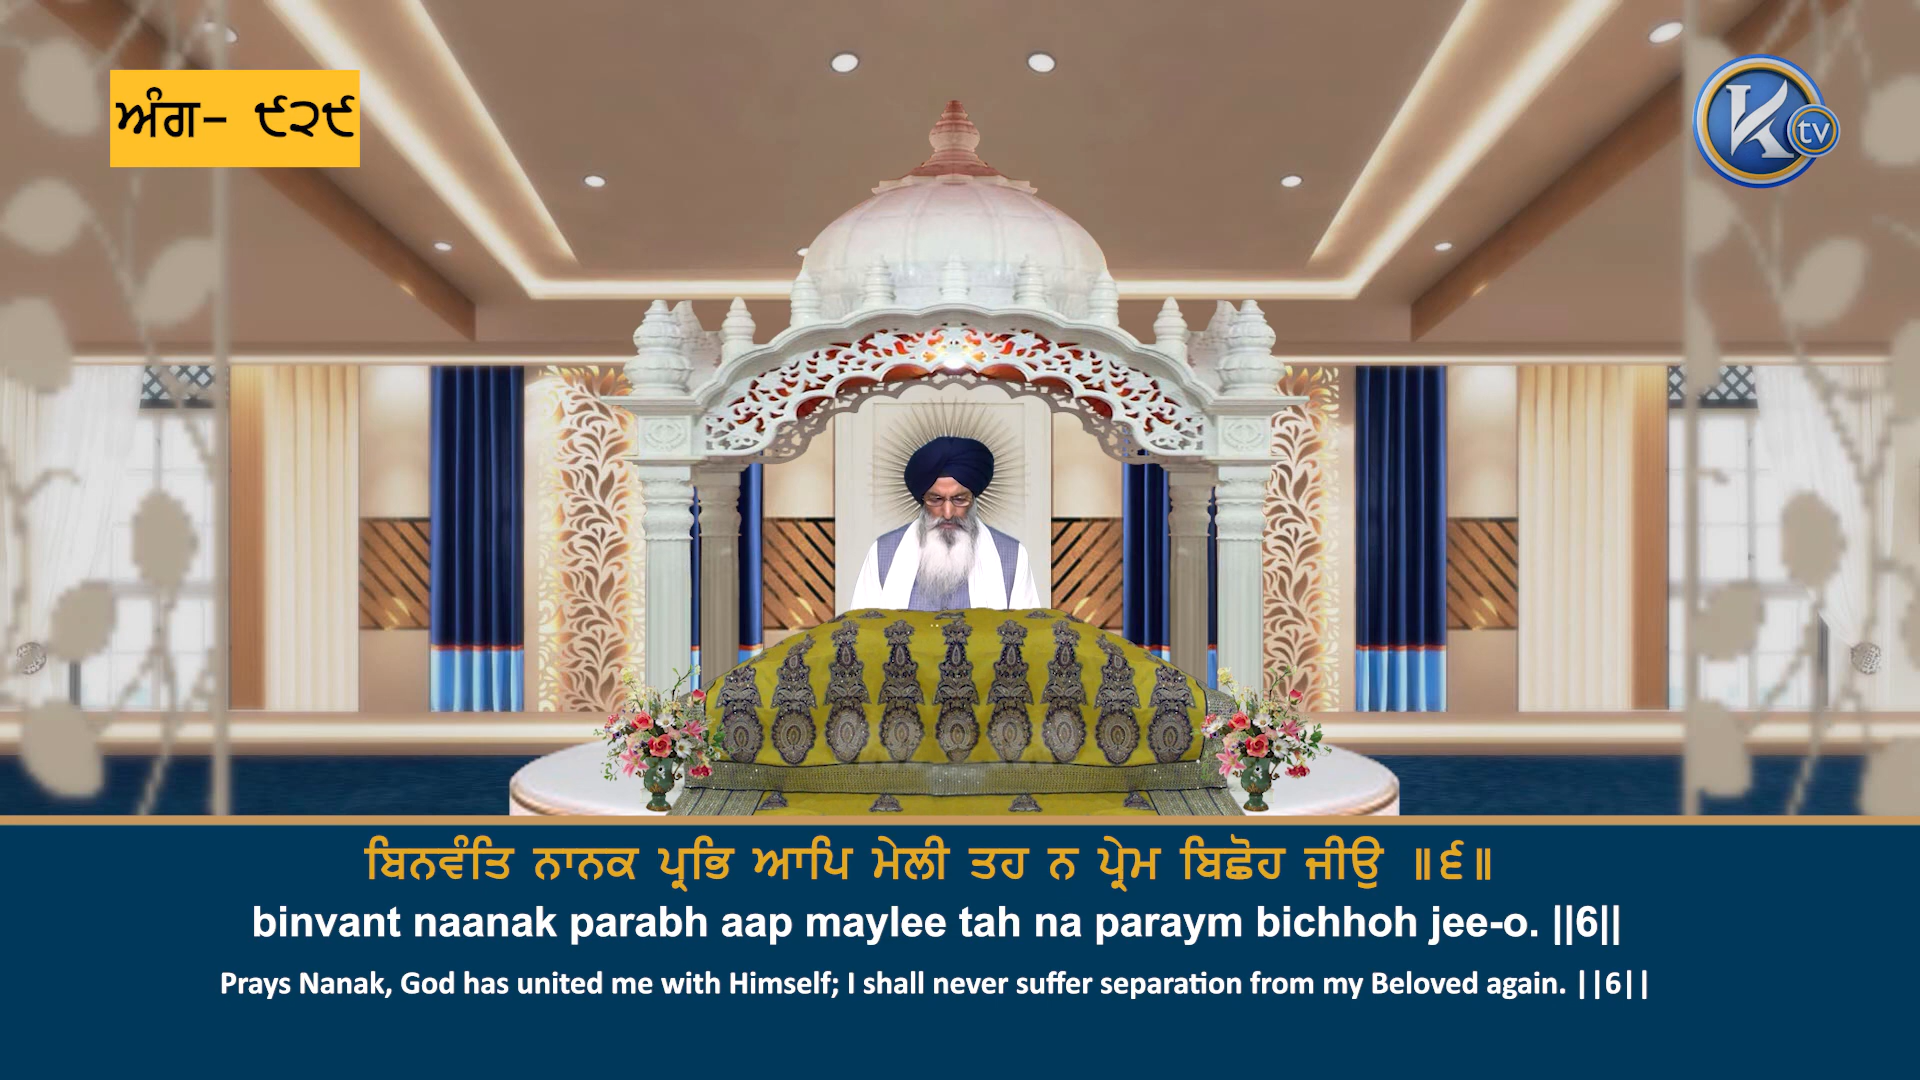 ਅੰਗ- ੯੨੯
K tv
ਬਿਨਵੰਤਿ ਨਾਨਕ ਪ੍ਰਭਿ ਆਪਿ ਮੇਲੀ ਤਹ ਨ ਪ੍ਰੇਮ ਬਿਛੋਹ ਜੀਉ ॥੬॥
binvant naanak parabh aap maylee tah na paraym bichhoh jee-o. ||6||
Prays Nanak, God has united me with Himself; I shall never suffer separation from my Beloved again. ||6||